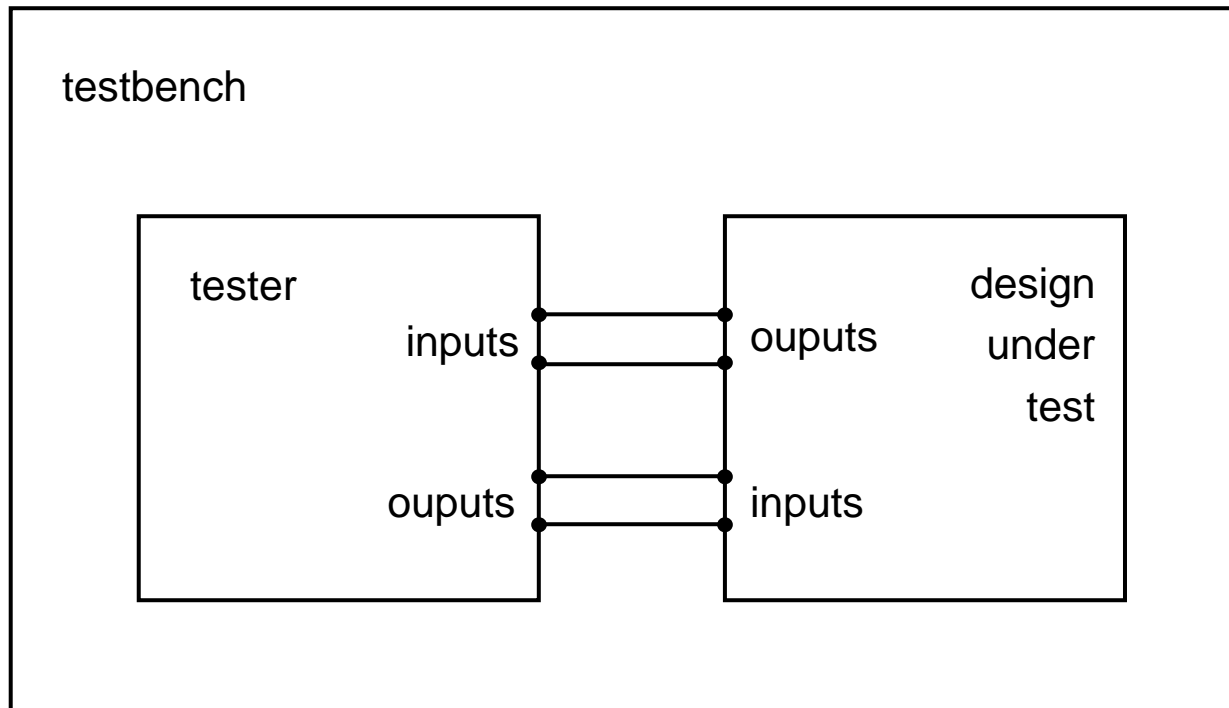 testbench
tester
inputs
ouputs
ouputs
inputs
design
under
test